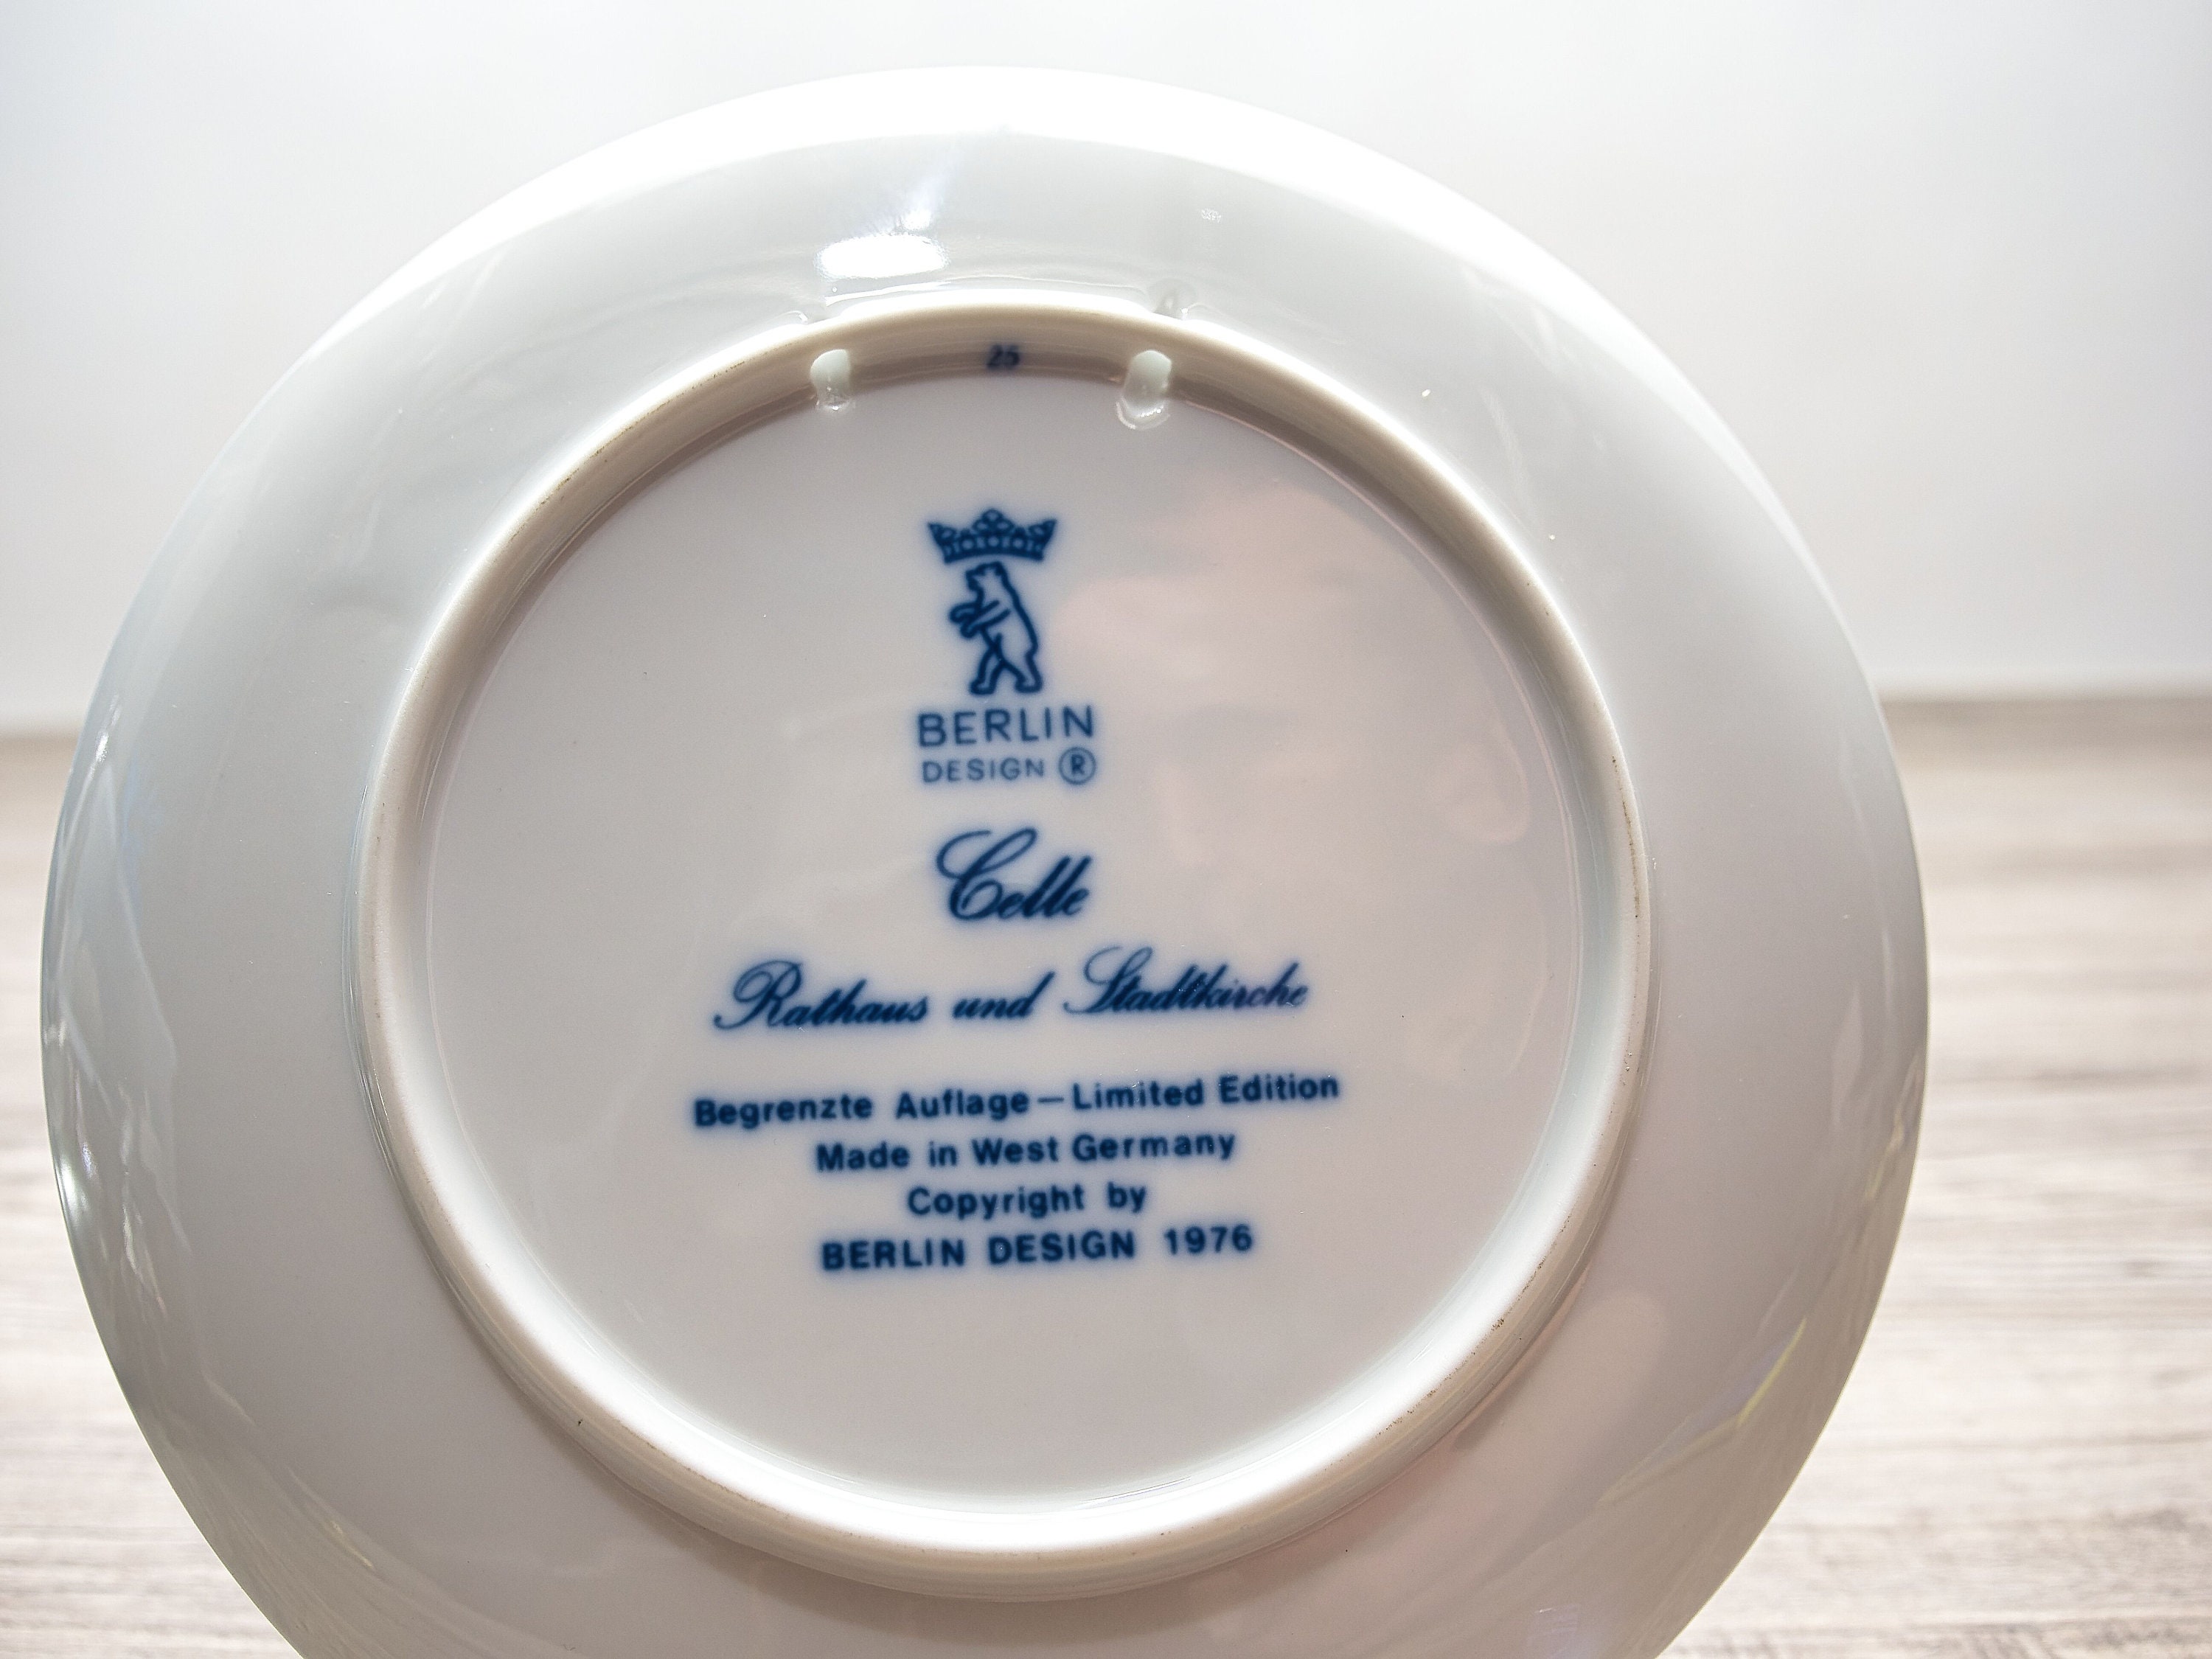 25
BERLIN
DESIGN ®
Celle
Rathaus und Stadtkirche
Begrenzte Auflage — Limited Edition
Made in West Germany
Copyright by
BERLIN DESIGN 1976